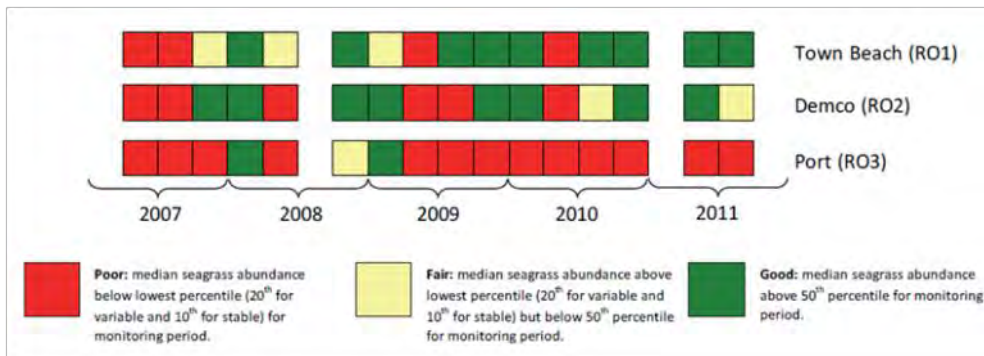 Town Beach (RO1)
Demco (RO2)
Port (RO3)
2007 2008 2009 2010 2011
Poor: median seagrass abundance
below lowest percentile (20th for
variable and 10th for stable) for
monitoring period.
Fair: median seagrass abundance above
lowest percentile (20th for variable and
10th for stable) but below 50th percentile
for monitoring period.
Good: median seagrass abundance
above 50th percentile for monitoring
period.